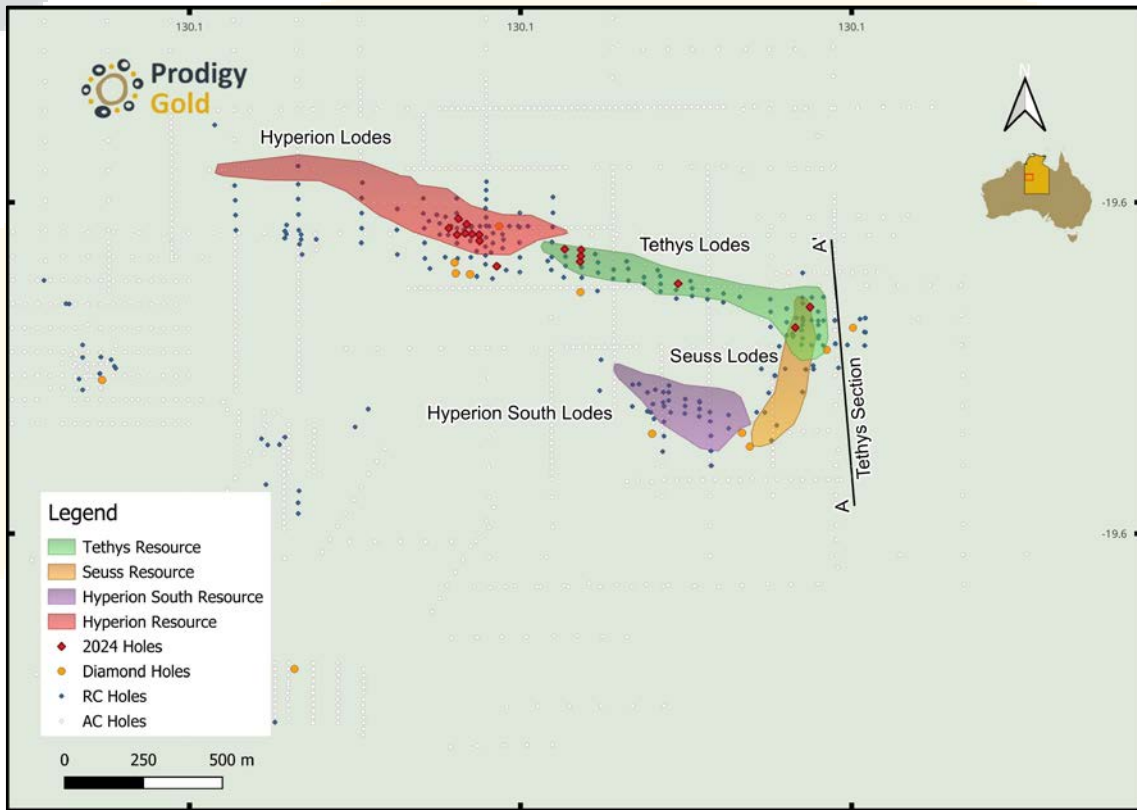 130.1
130.1
130.1
Prodigy
Gold
N
Hyperion Lodes
-19.6
Tethys Lodes
A'
Seuss Lodes
Hyperion South Lodes
Tethys Section
A
-19.6
Legend
Tethys Resource
Seuss Resource
Hyperion South Resource
Hyperion Resource
2024 Holes
Diamond Holes
RC Holes
AC Holes
0 250 500 m